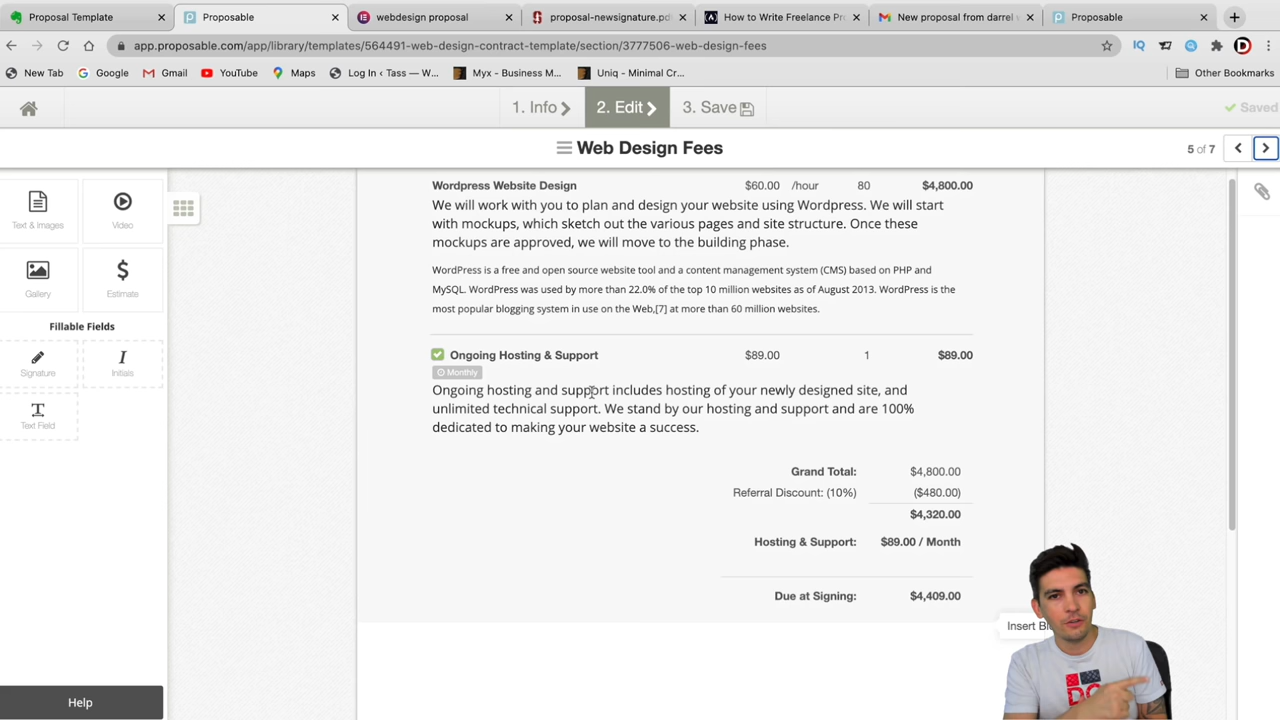 Proposal Template
Proposable
webdesign proposal
proposal-newsignature.pd
How to Write Freelance Pro
New proposal from darrel
Proposable
app.proposable.com/app/library/templates/564491-web-design-contract-template/section/3777506-web-design-fees
New Tab
Google
Gmail
YouTube
Maps
Log In ‹ Tass — W...
Myx - Business M...
Uniq - Minimal Cr...
Other Bookmarks
1. Info
2. Edit
3. Save
Saved
Web Design Fees
5 of 7
Text & Images
Video
Gallery
Estimate
Fillable Fields
Signature
Initials
Text Field
Help
Wordpress Website Design $60.00 /hour 80 $4,800.00
We will work with you to plan and design your website using Wordpress. We will start
with mockups, which sketch out the various pages and site structure. Once these
mockups are approved, we will move to the building phase.
WordPress is a free and open source website tool and a content management system (CMS) based on PHP and
MySQL. WordPress was used by more than 22.0% of the top 10 million websites as of August 2013. WordPress is the
most popular blogging system in use on the Web,[7] at more than 60 million websites.
Ongoing Hosting & Support $89.00 1 $89.00
Monthly
Ongoing hosting and support includes hosting of your newly designed site, and
unlimited technical support. We stand by our hosting and support and are 100%
dedicated to making your website a success.
Grand Total: $4,800.00
Referral Discount: (10%) ($480.00)
$4,320.00
Hosting & Support: $89.00 / Month
Due at Signing: $4,409.00
Insert